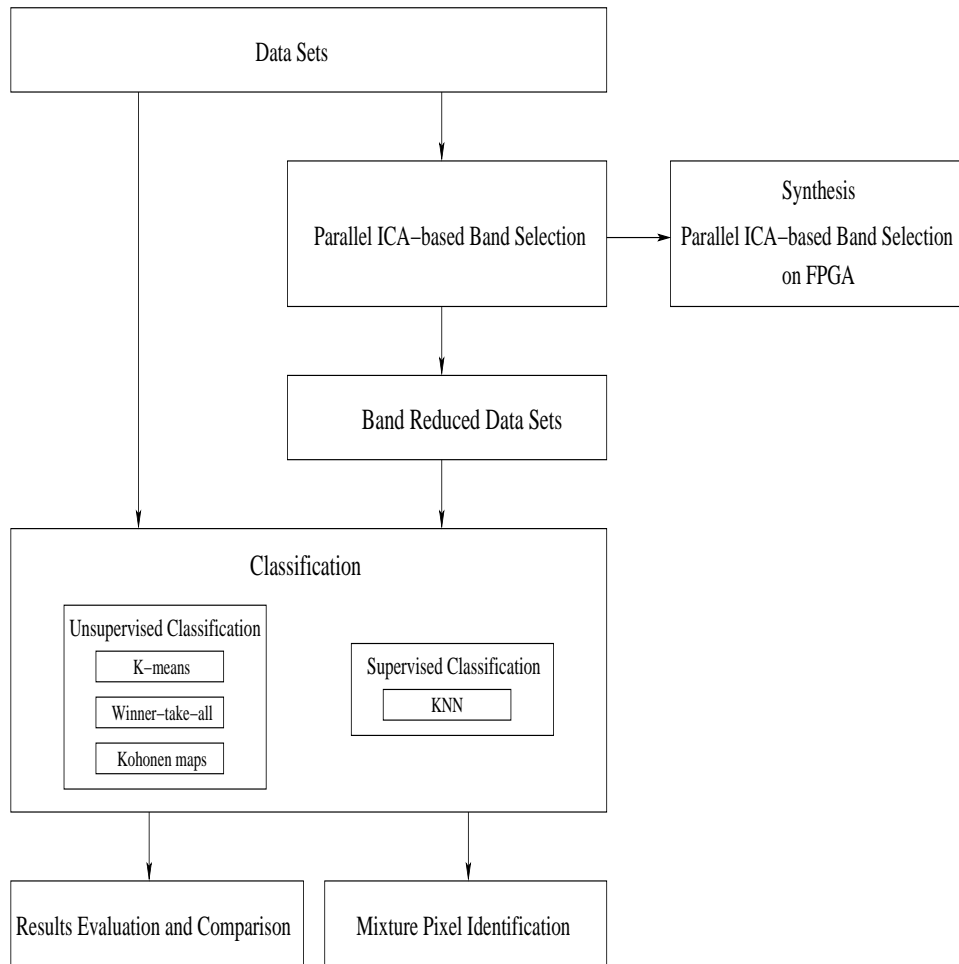 Data Sets
Parallel ICA−based Band Selection
Synthesis
Parallel ICA−based Band Selection
on FPGA
Band Reduced Data Sets
Classification
Unsupervised Classification
K−means
Winner−take−all
Kohonen maps
Supervised Classification
KNN
Results Evaluation and Comparison
Mixture Pixel Identification